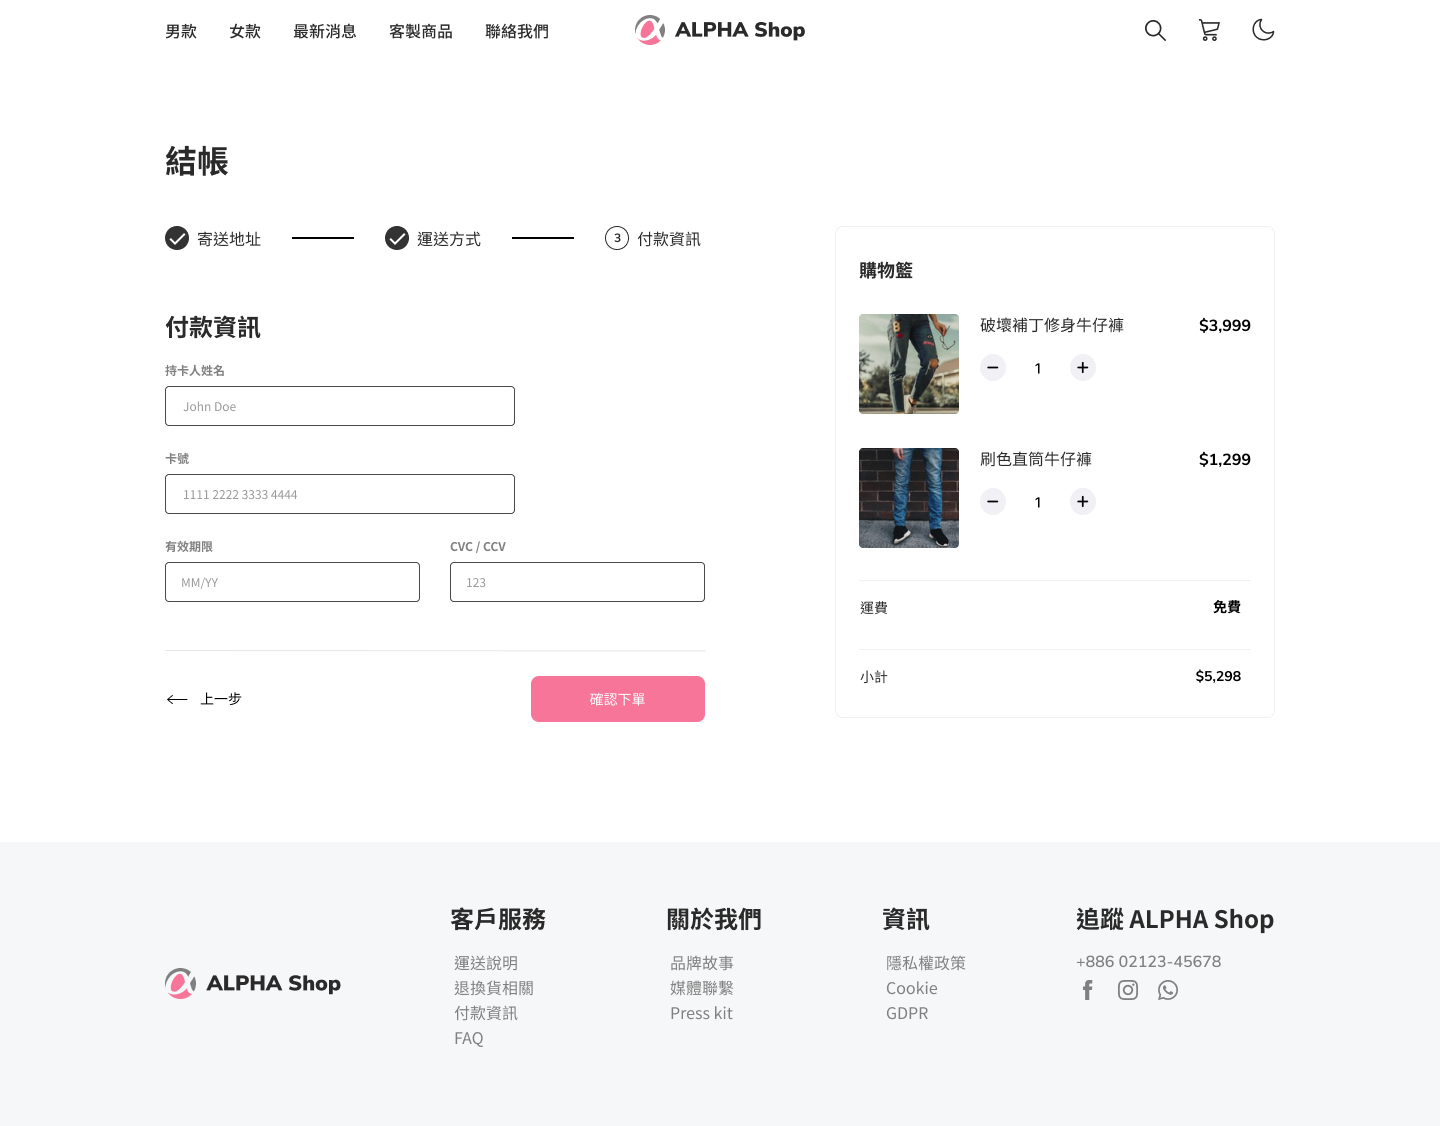 男款 女款 最新消息 客製商品 聯絡我們 ALPHA Shop
結帳
寄送地址 運送方式 3 付款資訊
付款資訊
持卡人姓名
John Doe
卡號
1111 2222 3333 4444
有效期限 CVC / CCV
MM/YY 123
上一步 確認下單
購物籃
破壞補丁修身牛仔褲 $3,999
1
刷色直筒牛仔褲 $1,299
1
運費 免費
小計 $5,298
ALPHA Shop
客戶服務
運送說明
退換貨相關
付款資訊
FAQ
關於我們
品牌故事
媒體聯繫
Press kit
資訊
隱私權政策
Cookie
GDPR
追蹤 ALPHA Shop
+886 02123-45678